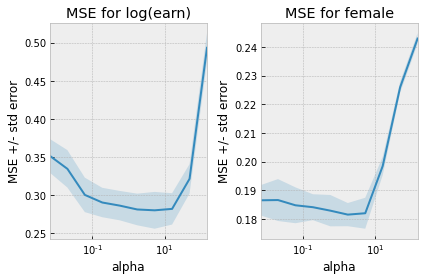 MSE for log(earn)
MSE +/- std error
0.50
0.45
0.40
0.35
0.30
0.25
10^-1
10^1
alpha
MSE for female
MSE +/- std error
0.24
0.23
0.22
0.21
0.20
0.19
0.18
10^-1
10^1
alpha